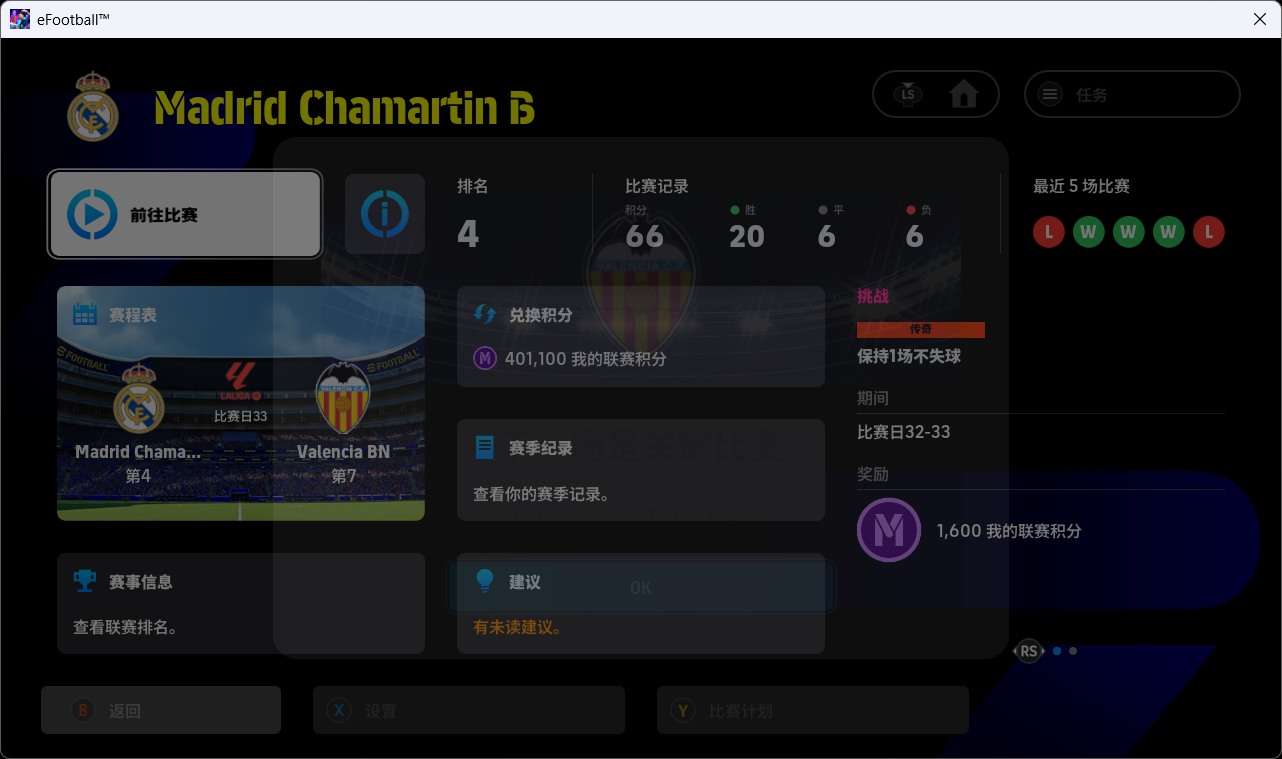 eFootball™
Madrid Chamartin B
LS
任务
前往比赛
排名
4
比赛记录
积分
66
胜
20
平
6
负
6
最近 5 场比赛
L W W W L
赛程表
LALIGA
比赛日33
Madrid Chama...
第4
Valencia BN
第7
兑换积分
401,100 我的联赛积分
赛季纪录
查看你的赛季记录。
赛事信息
查看联赛排名。
建议
OK
有未读建议。
挑战
传奇
保持1场不失球
期间
比赛日32-33
奖励
1,600 我的联赛积分
RS
B 返回
X 设置
Y 比赛计划